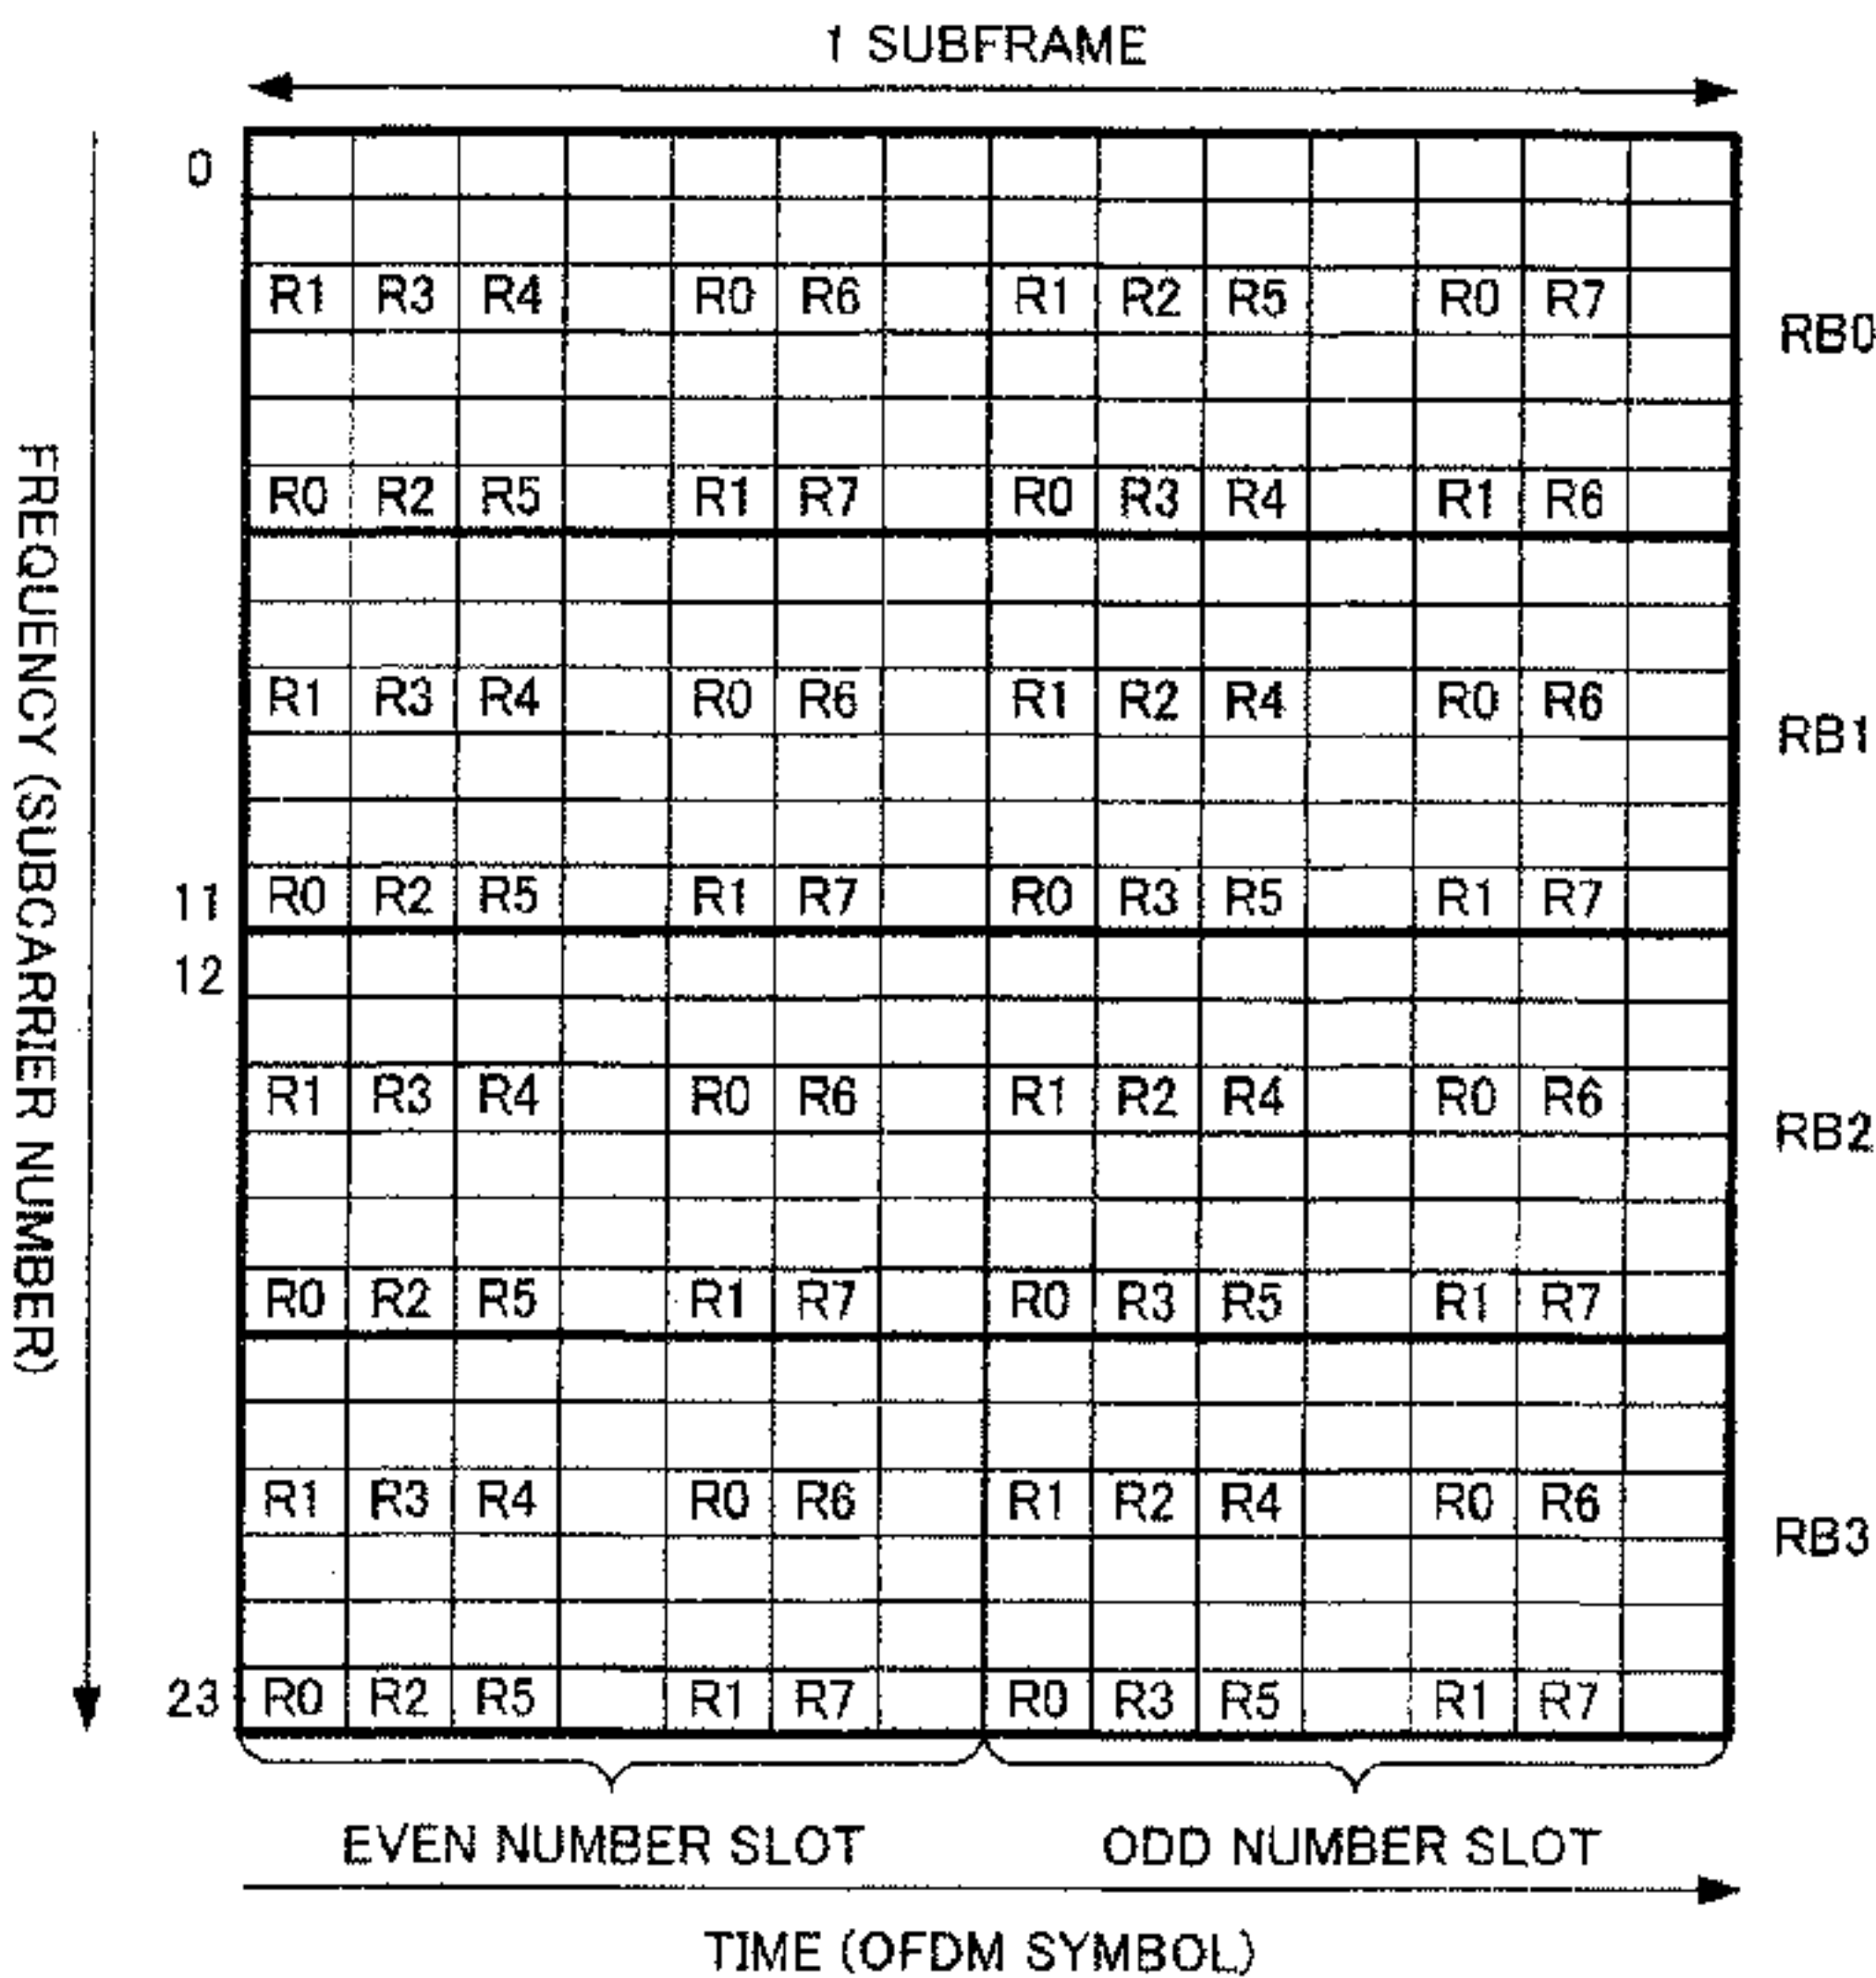 1 SUBFRAME
0
R1 R3 R4 R0 R6 R1 R2 R5 R0 R7
RB0
R0 R2 R5 R1 R7 R0 R3 R4 R1 R6
R1 R3 R4 R0 R6 R1 R2 R4 R0 R6
RB1
11 R0 R2 R5 R1 R7 R0 R3 R5 R1 R7
12
R1 R3 R4 R0 R6 R1 R2 R4 R0 R6
RB2
R0 R2 R5 R1 R7 R0 R3 R5 R1 R7
R1 R3 R4 R0 R6 R1 R2 R4 R0 R6
RB3
23 R0 R2 R5 R1 R7 R0 R3 R5 R1 R7
FREQUENCY (SUBCARRIER NUMBER)
EVEN NUMBER SLOT ODD NUMBER SLOT
TIME (OFDM SYMBOL)